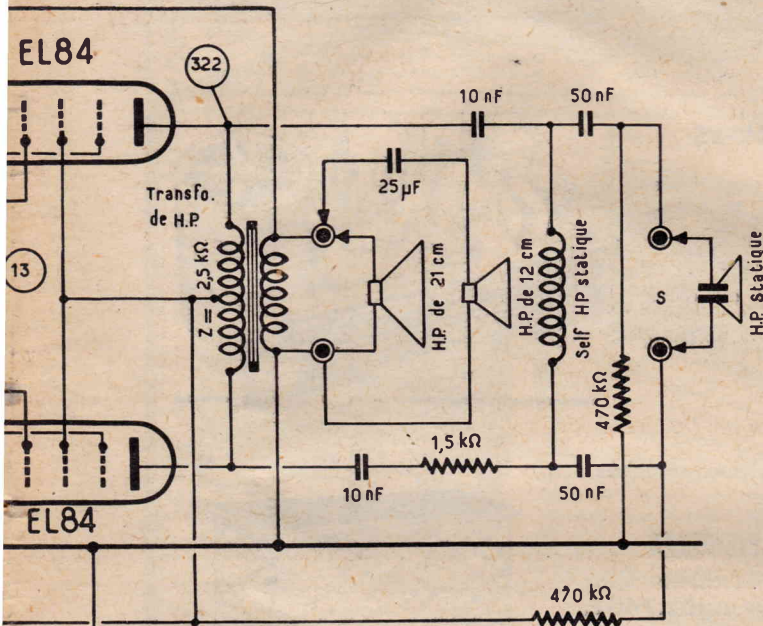 EL84
322
10 nF
50 nF
25 µF
Transfo.
de H.P.
13
Z = 2,5 kΩ
H.P. de 21 cm
H.P. de 12 cm
Self HP statique
S
H.P. Statique
470 kΩ
1,5 kΩ
10 nF
50 nF
EL84
470 kΩ